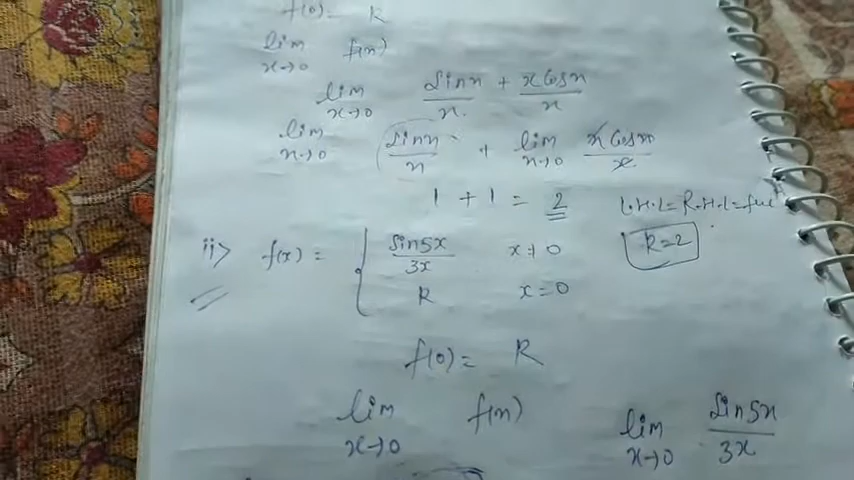 f(0) = k
lim x→0 f(x)
lim x→0 sinx/x + xcosx/x
lim x→0 sinx/x + lim x→0 xcosx/x
1 + 1 = 2
L.H.L = R.H.L =
k=2
ii> f(x) = { sin5x/3x x≠0
k x=0
f(0) = k
lim x→0 f(x) lim x→0 sin5x/3x